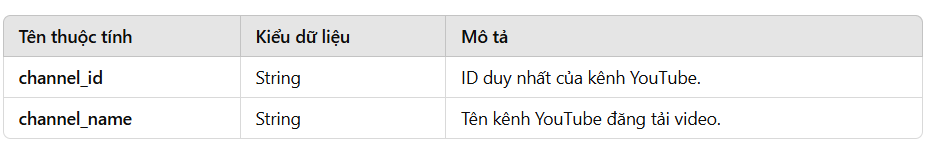 Tên thuộc tính Kiểu dữ liệu Mô tả
channel_id String ID duy nhất của kênh YouTube.
channel_name String Tên kênh YouTube đăng tải video.